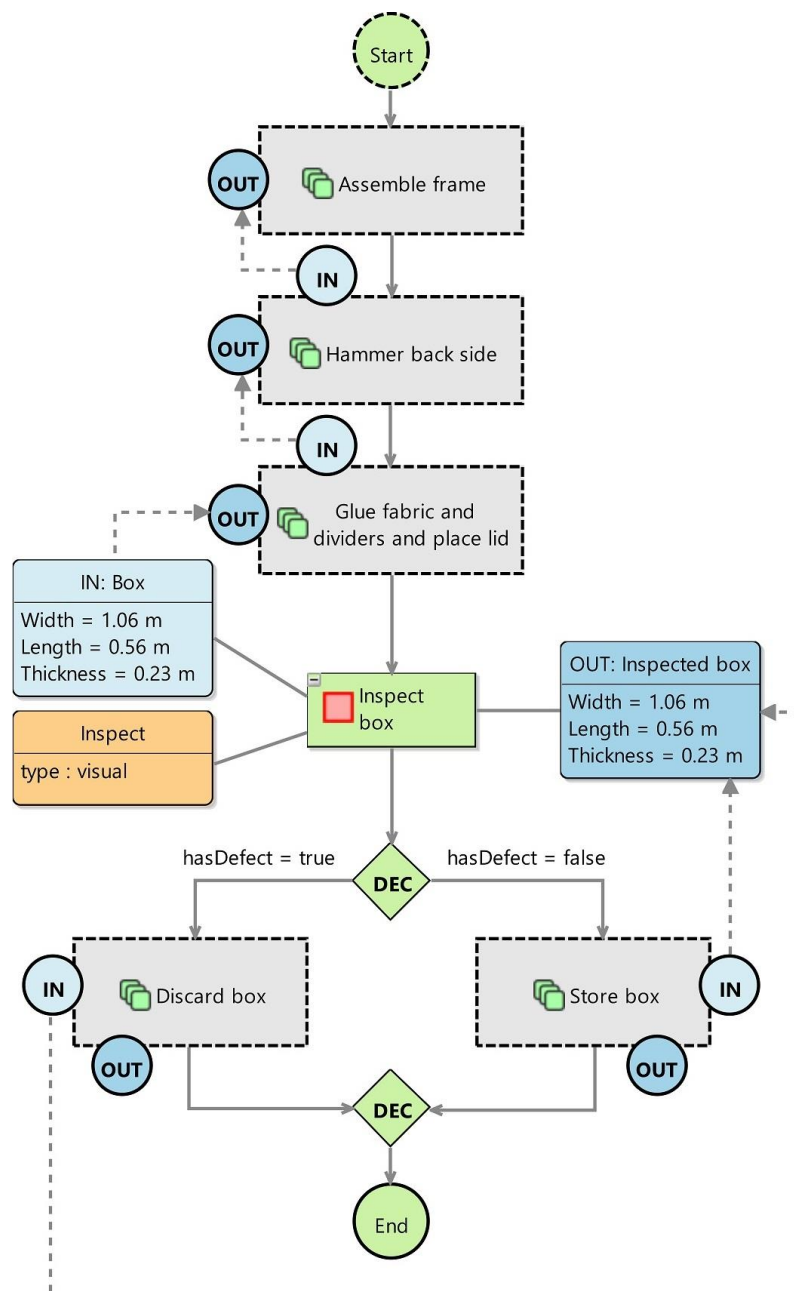 Start
OUT
Assemble frame
IN
OUT
Hammer back side
IN
OUT
Glue fabric and
dividers and place lid
IN: Box
Width = 1.06 m
Length = 0.56 m
Thickness = 0.23 m
Inspect
box
OUT: Inspected box
Width = 1.06 m
Length = 0.56 m
Thickness = 0.23 m
Inspect
type : visual
hasDefect = true
hasDefect = false
DEC
IN
Discard box
OUT
Store box
IN
OUT
DEC
End